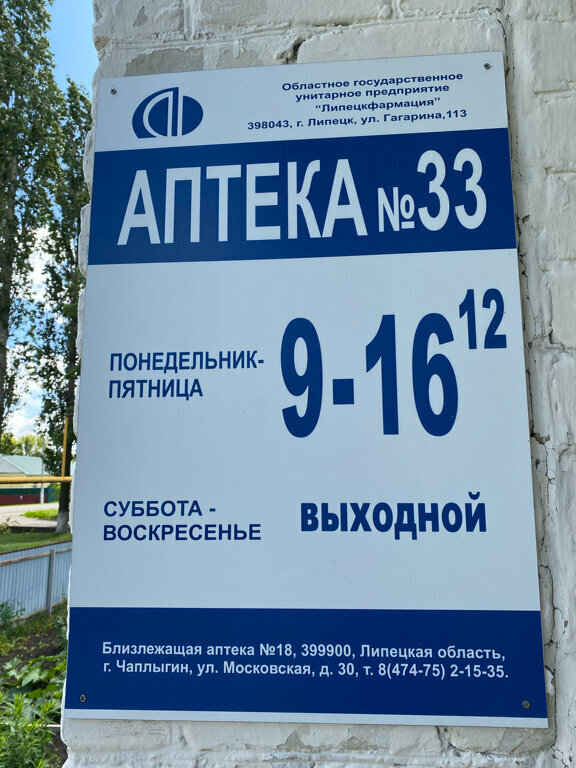 Областное государственное
унитарное предприятие
"Липецкфармация"
398043, г. Липецк, ул. Гагарина,113
АПТЕКА №33
ПОНЕДЕЛЬНИК-
ПЯТНИЦА
9-16 12
СУББОТА -
ВОСКРЕСЕНЬЕ
ВЫХОДНОЙ
Близлежащая аптека №18, 399900, Липецкая область,
г. Чаплыгин, ул. Московская, д. 30, т. 8(474-75) 2-15-35.